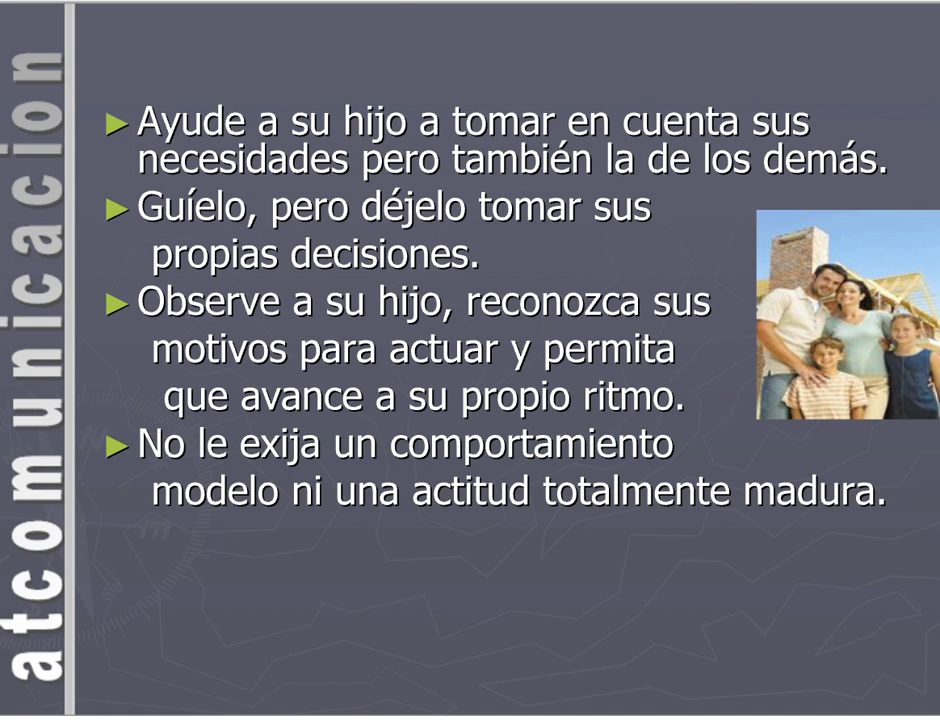 atcomunicacion
► Ayude a su hijo a tomar en cuenta sus
necesidades pero también la de los demás.
► Guíelo, pero déjelo tomar sus
propias decisiones.
► Observe a su hijo, reconozca sus
motivos para actuar y permita
que avance a su propio ritmo.
► No le exija un comportamiento
modelo ni una actitud totalmente madura.